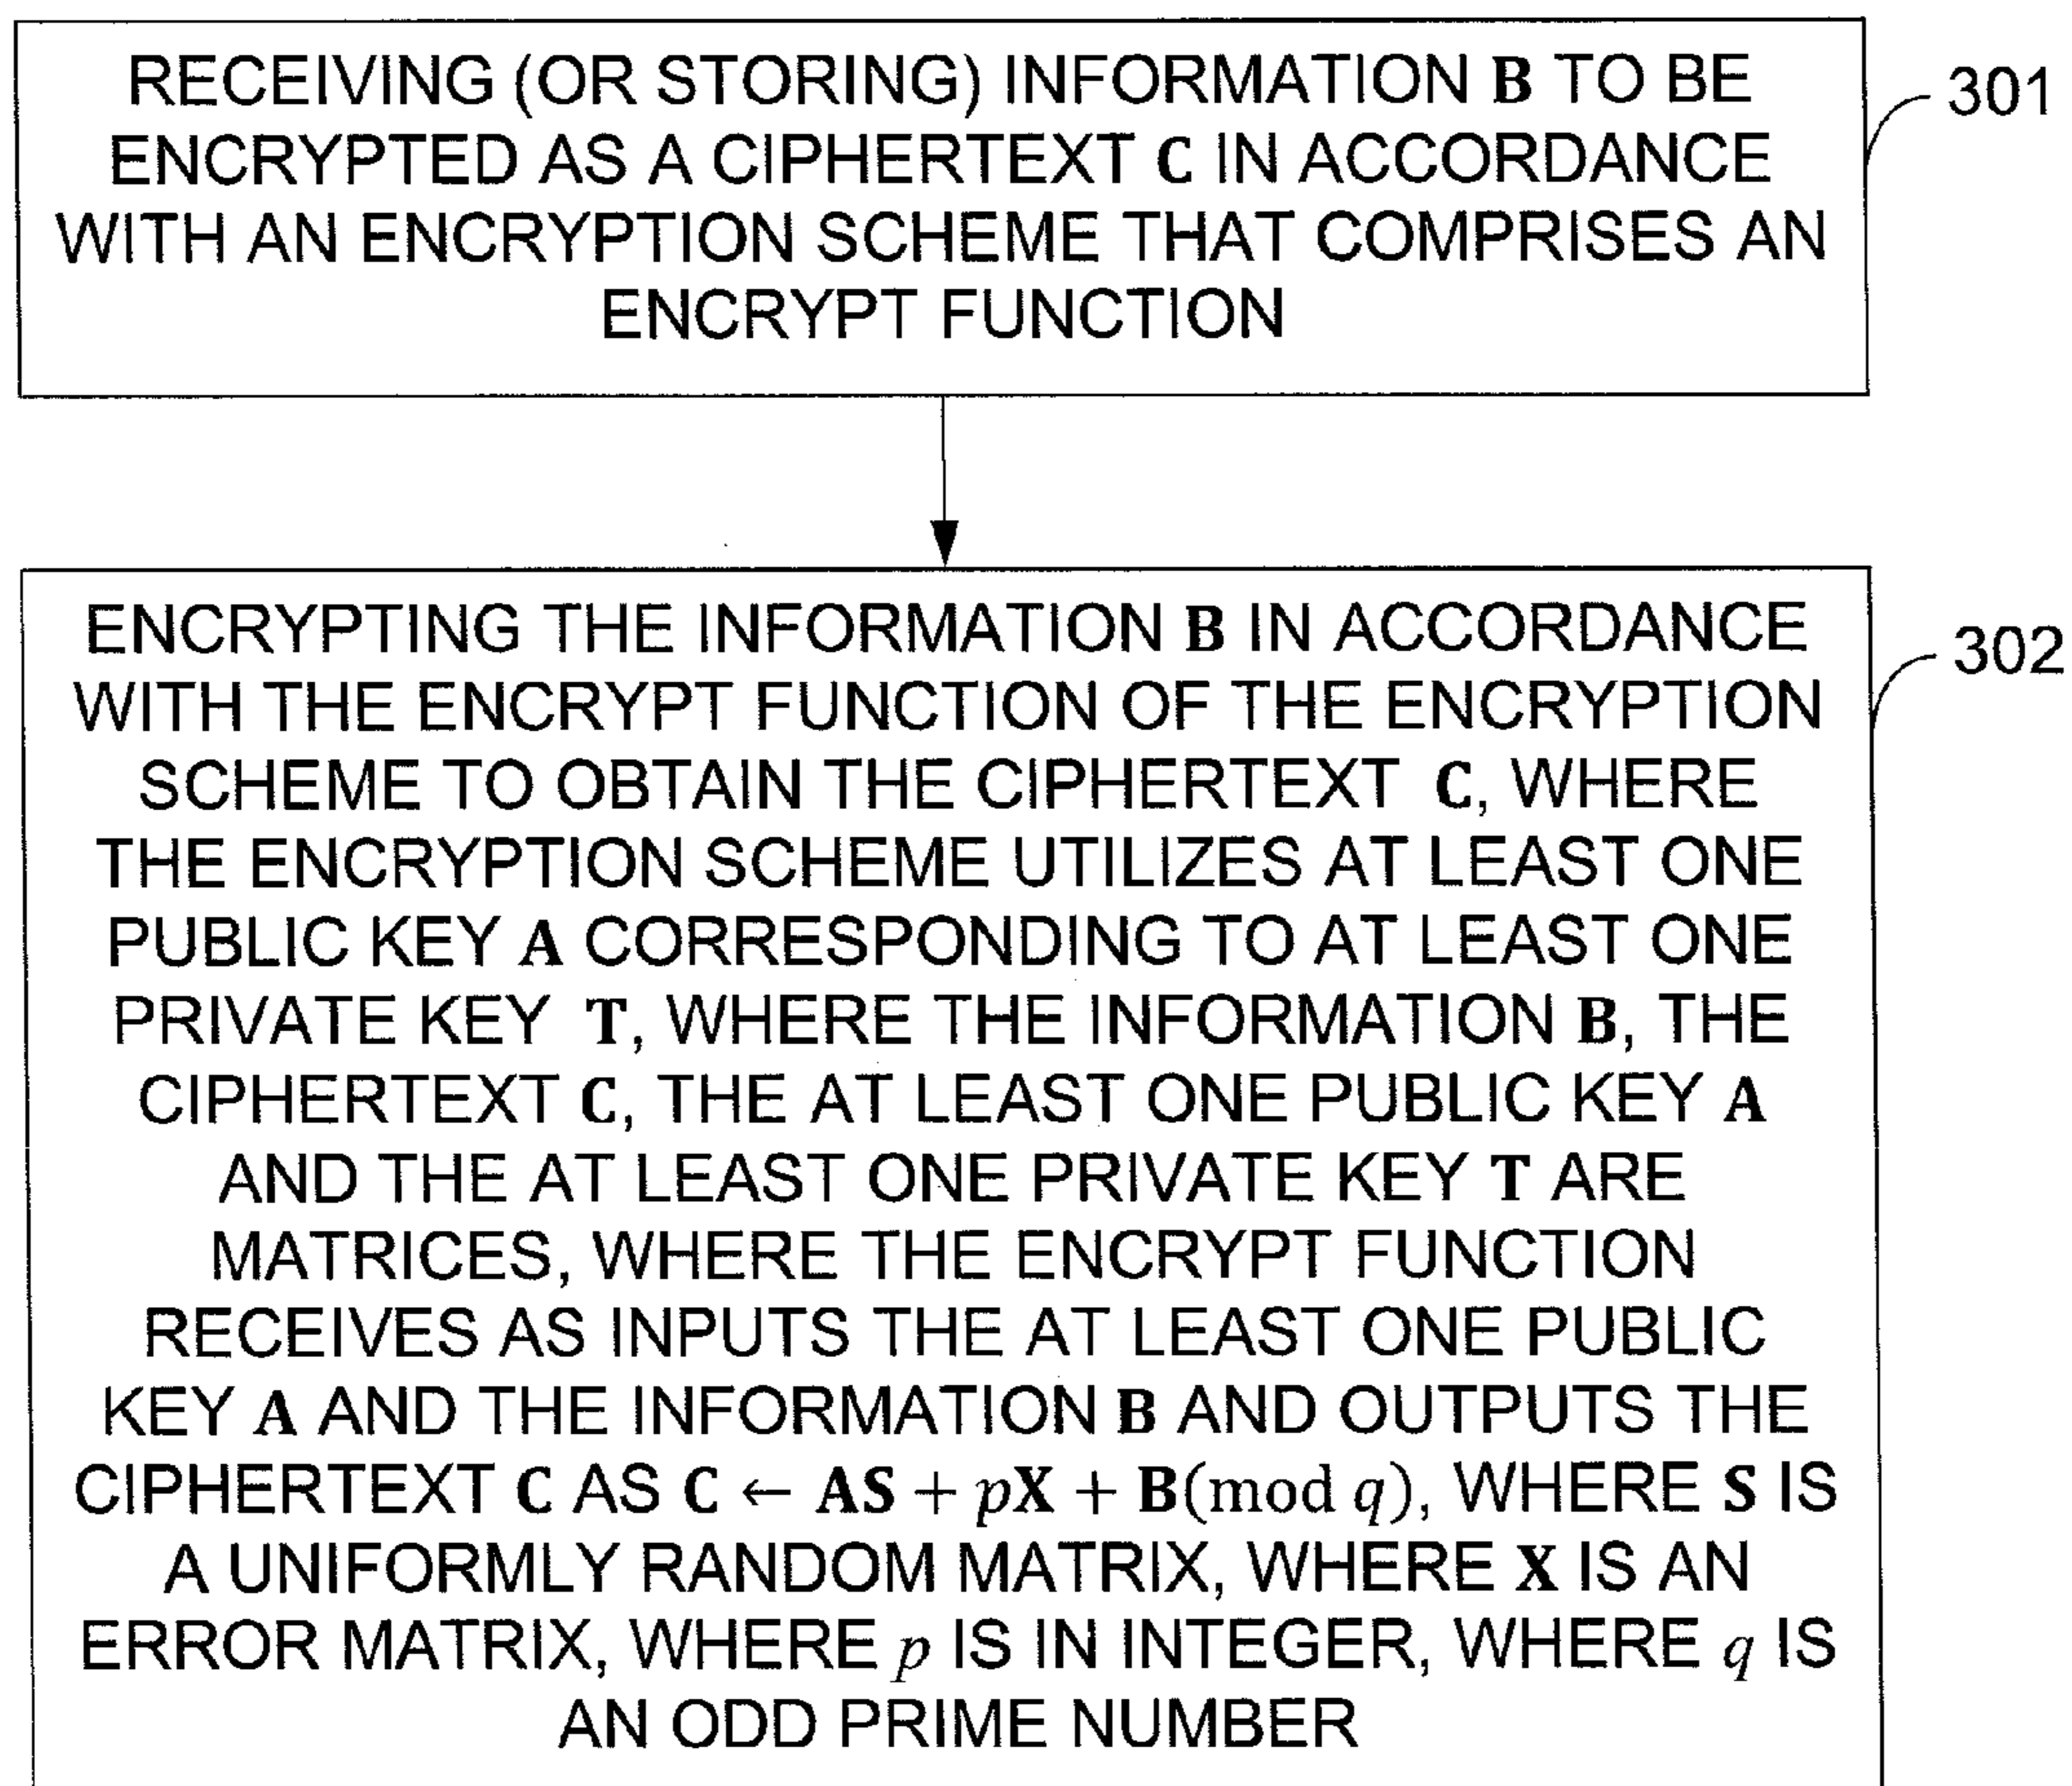 RECEIVING (OR STORING) INFORMATION B TO BE
ENCRYPTED AS A CIPHERTEXT C IN ACCORDANCE
WITH AN ENCRYPTION SCHEME THAT COMPRISES AN
ENCRYPT FUNCTION
301
ENCRYPTING THE INFORMATION B IN ACCORDANCE
WITH THE ENCRYPT FUNCTION OF THE ENCRYPTION
SCHEME TO OBTAIN THE CIPHERTEXT C, WHERE
THE ENCRYPTION SCHEME UTILIZES AT LEAST ONE
PUBLIC KEY A CORRESPONDING TO AT LEAST ONE
PRIVATE KEY T, WHERE THE INFORMATION B, THE
CIPHERTEXT C, THE AT LEAST ONE PUBLIC KEY A
AND THE AT LEAST ONE PRIVATE KEY T ARE
MATRICES, WHERE THE ENCRYPT FUNCTION
RECEIVES AS INPUTS THE AT LEAST ONE PUBLIC
KEY A AND THE INFORMATION B AND OUTPUTS THE
CIPHERTEXT C AS C ← AS + pX + B(mod q), WHERE S IS
A UNIFORMLY RANDOM MATRIX, WHERE X IS AN
ERROR MATRIX, WHERE p IS IN INTEGER, WHERE q IS
AN ODD PRIME NUMBER
302